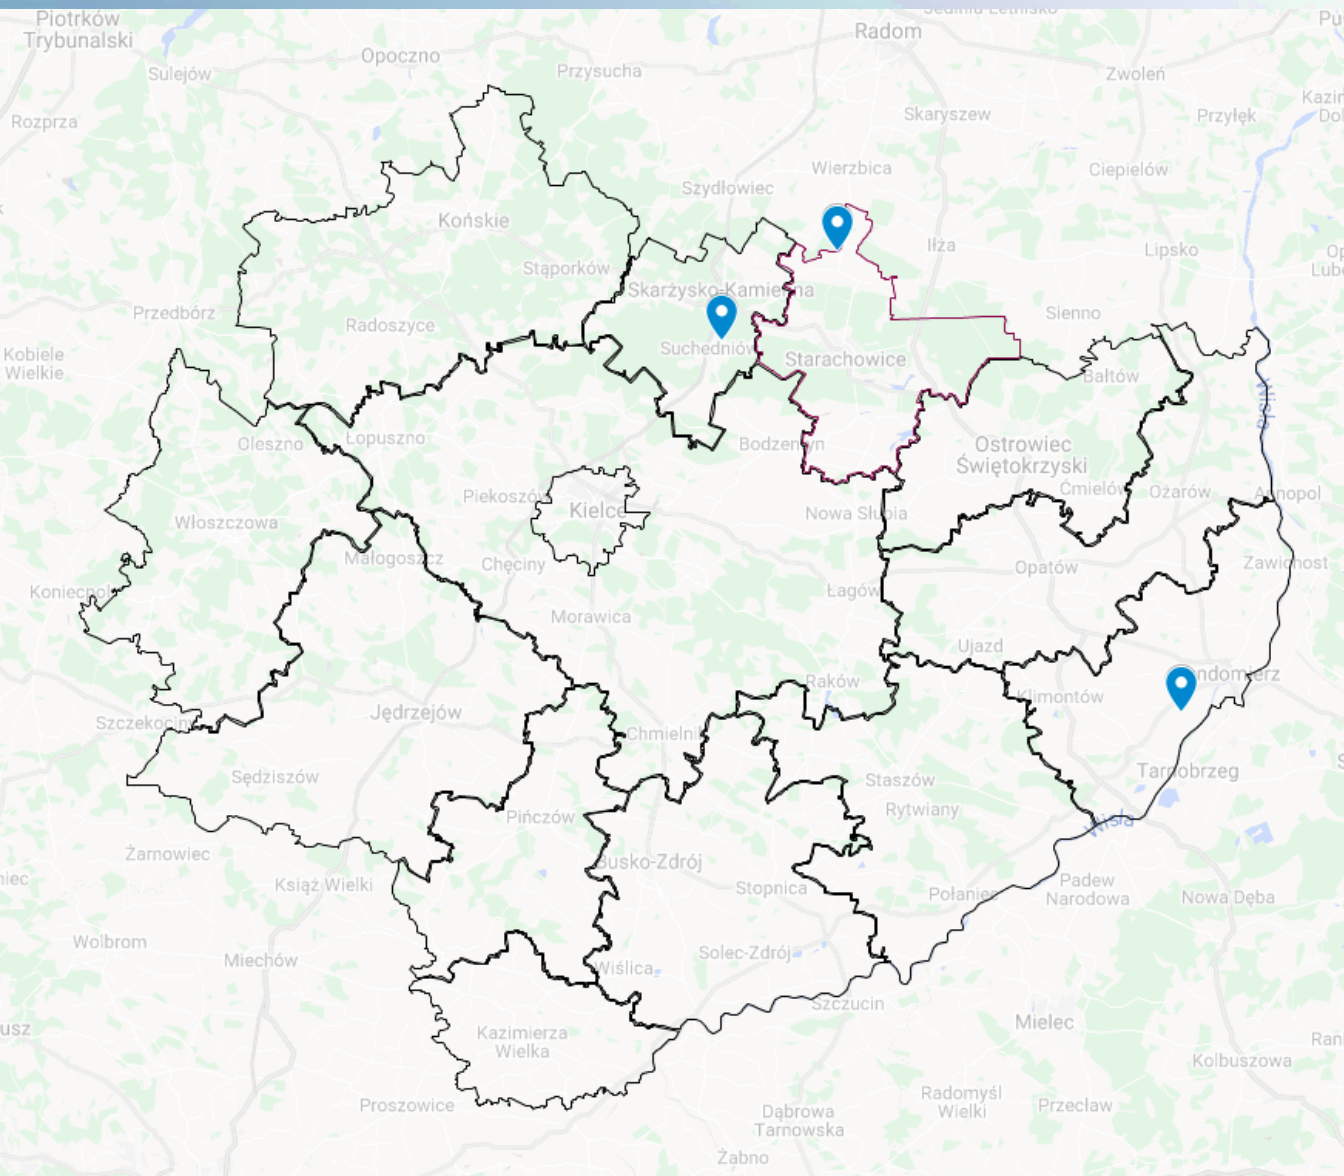 Piotrków
Trybunalski
Radom
Opoczno
Sulejów
Przysucha
Zwoleń
Skaryszew
Przyłęk
Rozprza
Wierzbica
Ciepielów
Szydłowiec
Końskie
Iłża
Lipsko
Stąporków
Skarżysko-Kamienna
Przedbórz
Radoszyce
Sienno
Suchedniów
Kobiele
Wielkie
Starachowice
Bałtów
Wisła
Oleszno
Łopuszno
Bodzentyn
Ostrowiec
Świętokrzyski
Piekoszów
Ćmielów
Ożarów
Annopol
Kielce
Nowa Słupia
Włoszczowa
Małogoszcz
Chęciny
Opatów
Zawichost
Koniecpol
Łagów
Morawica
Ujazd
Raków
Klimontów
ndomierz
Szczekociny
Jędrzejów
Chmielnik
Sędziszów
Staszów
Tarnobrzeg
Rytwiany
Pińczów
Wisła
Żarnowiec
Busko-Zdrój
Książ Wielki
Stopnica
Połaniec
Padew
Narodowa
Nowa Dęba
Wolbrom
Miechów
Solec-Zdrój
Wiślica
Szczucin
Mielec
Kazimierza
Wielka
Kolbuszowa
Proszowice
Radomyśl
Wielki
Przecław
Dąbrowa
Tarnowska
Żabno